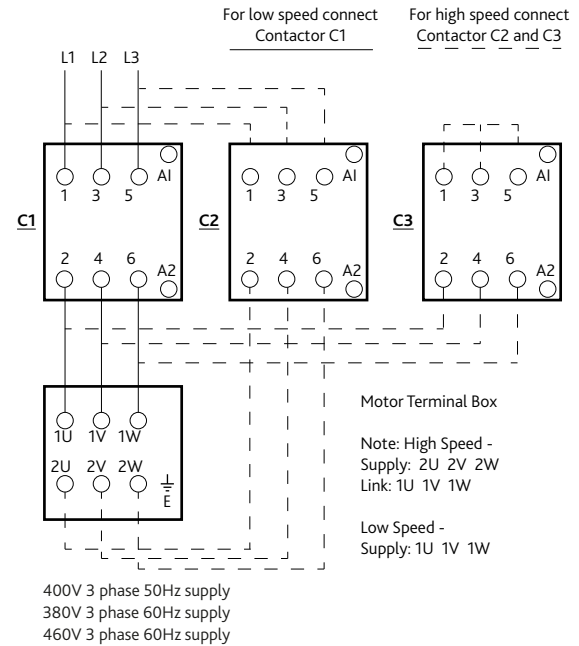 For low speed connect
Contactor C1
For high speed connect
Contactor C2 and C3
L1 L2 L3
AI
1 3 5
C1
2 4 6
A2
AI
1 3 5
C2
2 4 6
A2
AI
1 3 5
C3
2 4 6
A2
1U 1V 1W
2U 2V 2W
E
Motor Terminal Box
Note: High Speed -
Supply: 2U 2V 2W
Link: 1U 1V 1W
Low Speed -
Supply: 1U 1V 1W
400V 3 phase 50Hz supply
380V 3 phase 60Hz supply
460V 3 phase 60Hz supply